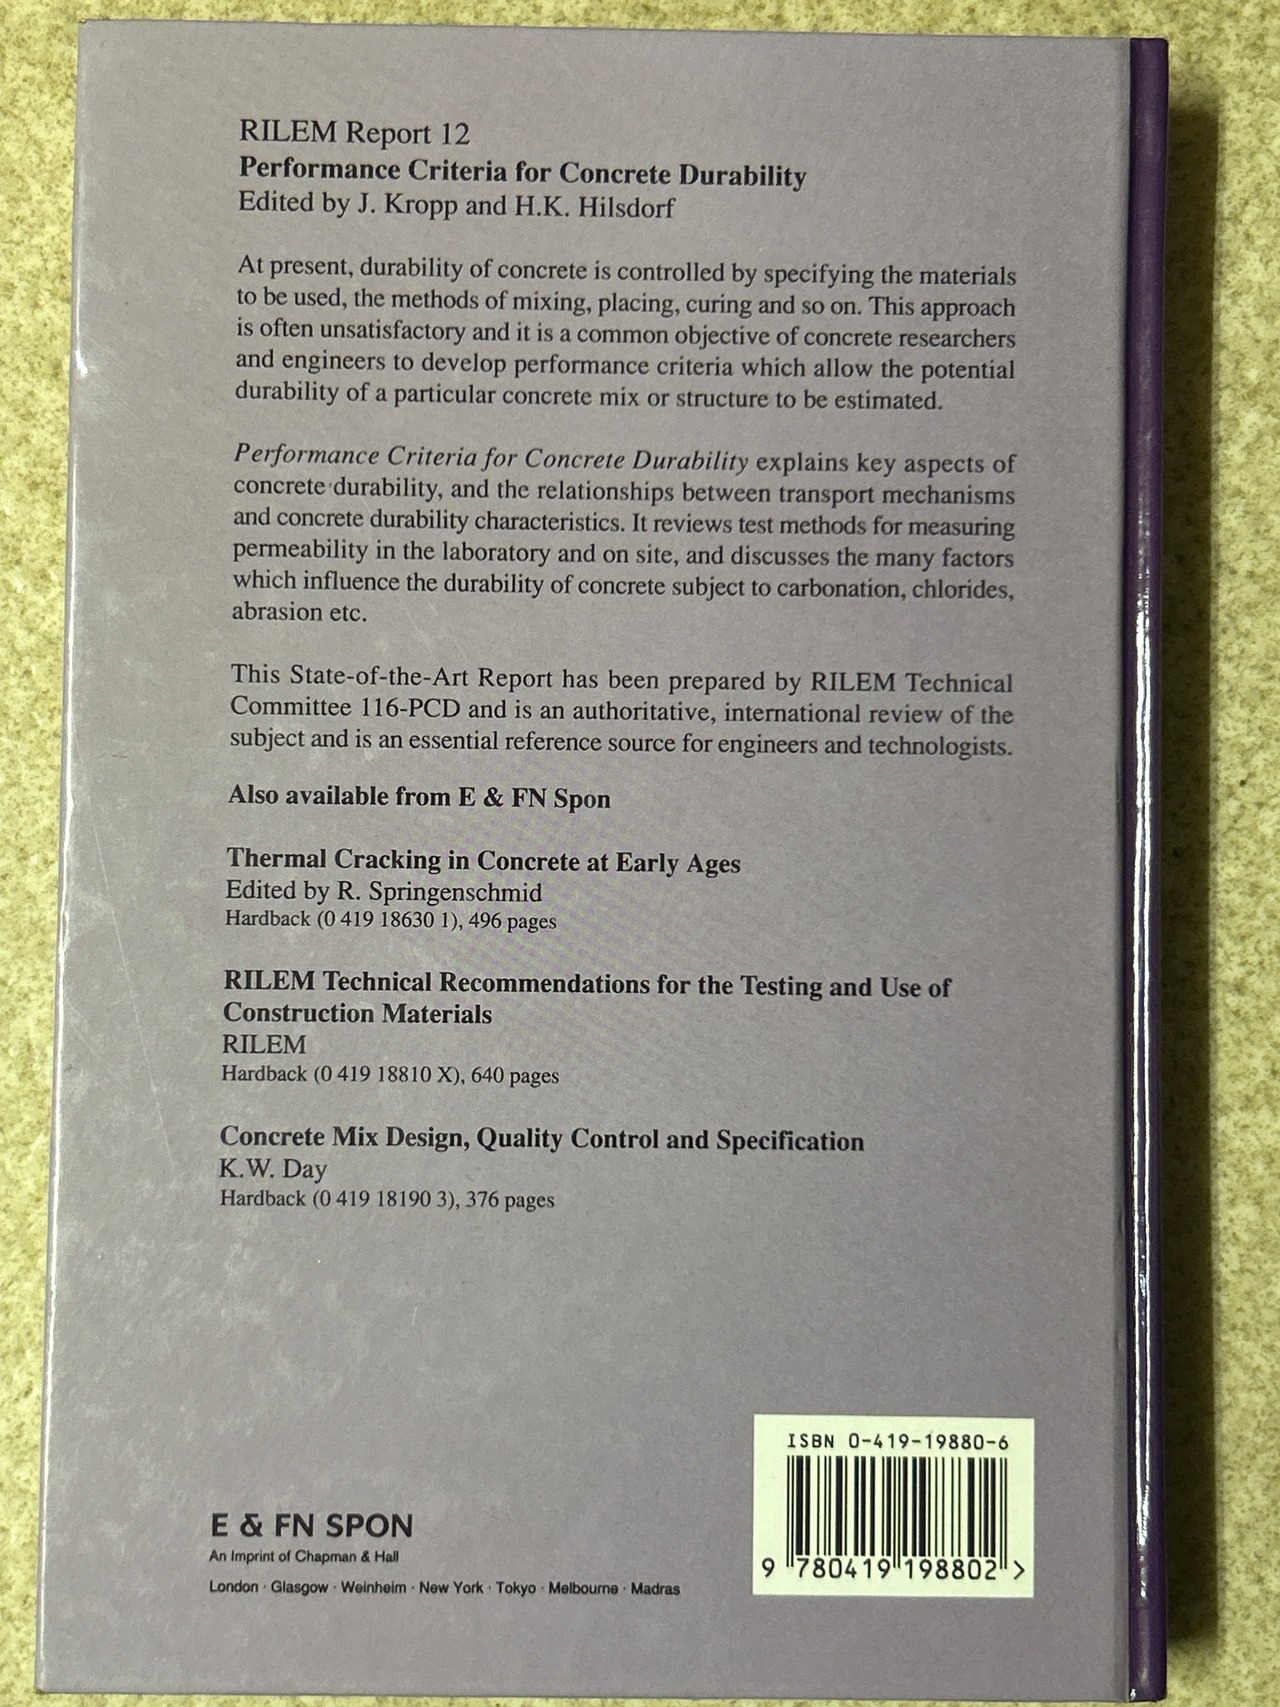 RILEM Report 12
Performance Criteria for Concrete Durability
Edited by J. Kropp and H.K. Hilsdorf
At present, durability of concrete is controlled by specifying the materials
to be used, the methods of mixing, placing, curing and so on. This approach
is often unsatisfactory and it is a common objective of concrete researchers
and engineers to develop performance criteria which allow the potential
durability of a particular concrete mix or structure to be estimated.
Performance Criteria for Concrete Durability explains key aspects of
concrete durability, and the relationships between transport mechanisms
and concrete durability characteristics. It reviews test methods for measuring
permeability in the laboratory and on site, and discusses the many factors
which influence the durability of concrete subject to carbonation, chlorides,
abrasion etc.
This State-of-the-Art Report has been prepared by RILEM Technical
Committee 116-PCD and is an authoritative, international review of the
subject and is an essential reference source for engineers and technologists.
Also available from E & FN Spon
Thermal Cracking in Concrete at Early Ages
Edited by R. Springenschmid
Hardback (0 419 18630 1), 496 pages
RILEM Technical Recommendations for the Testing and Use of
Construction Materials
RILEM
Hardback (0 419 18810 X), 640 pages
Concrete Mix Design, Quality Control and Specification
K.W. Day
Hardback (0 419 18190 3), 376 pages
E & FN SPON
An Imprint of Chapman & Hall
London · Glasgow · Weinheim · New York · Tokyo · Melbourne · Madras
ISBN 0-419-19880-6
9 780419 198802 >